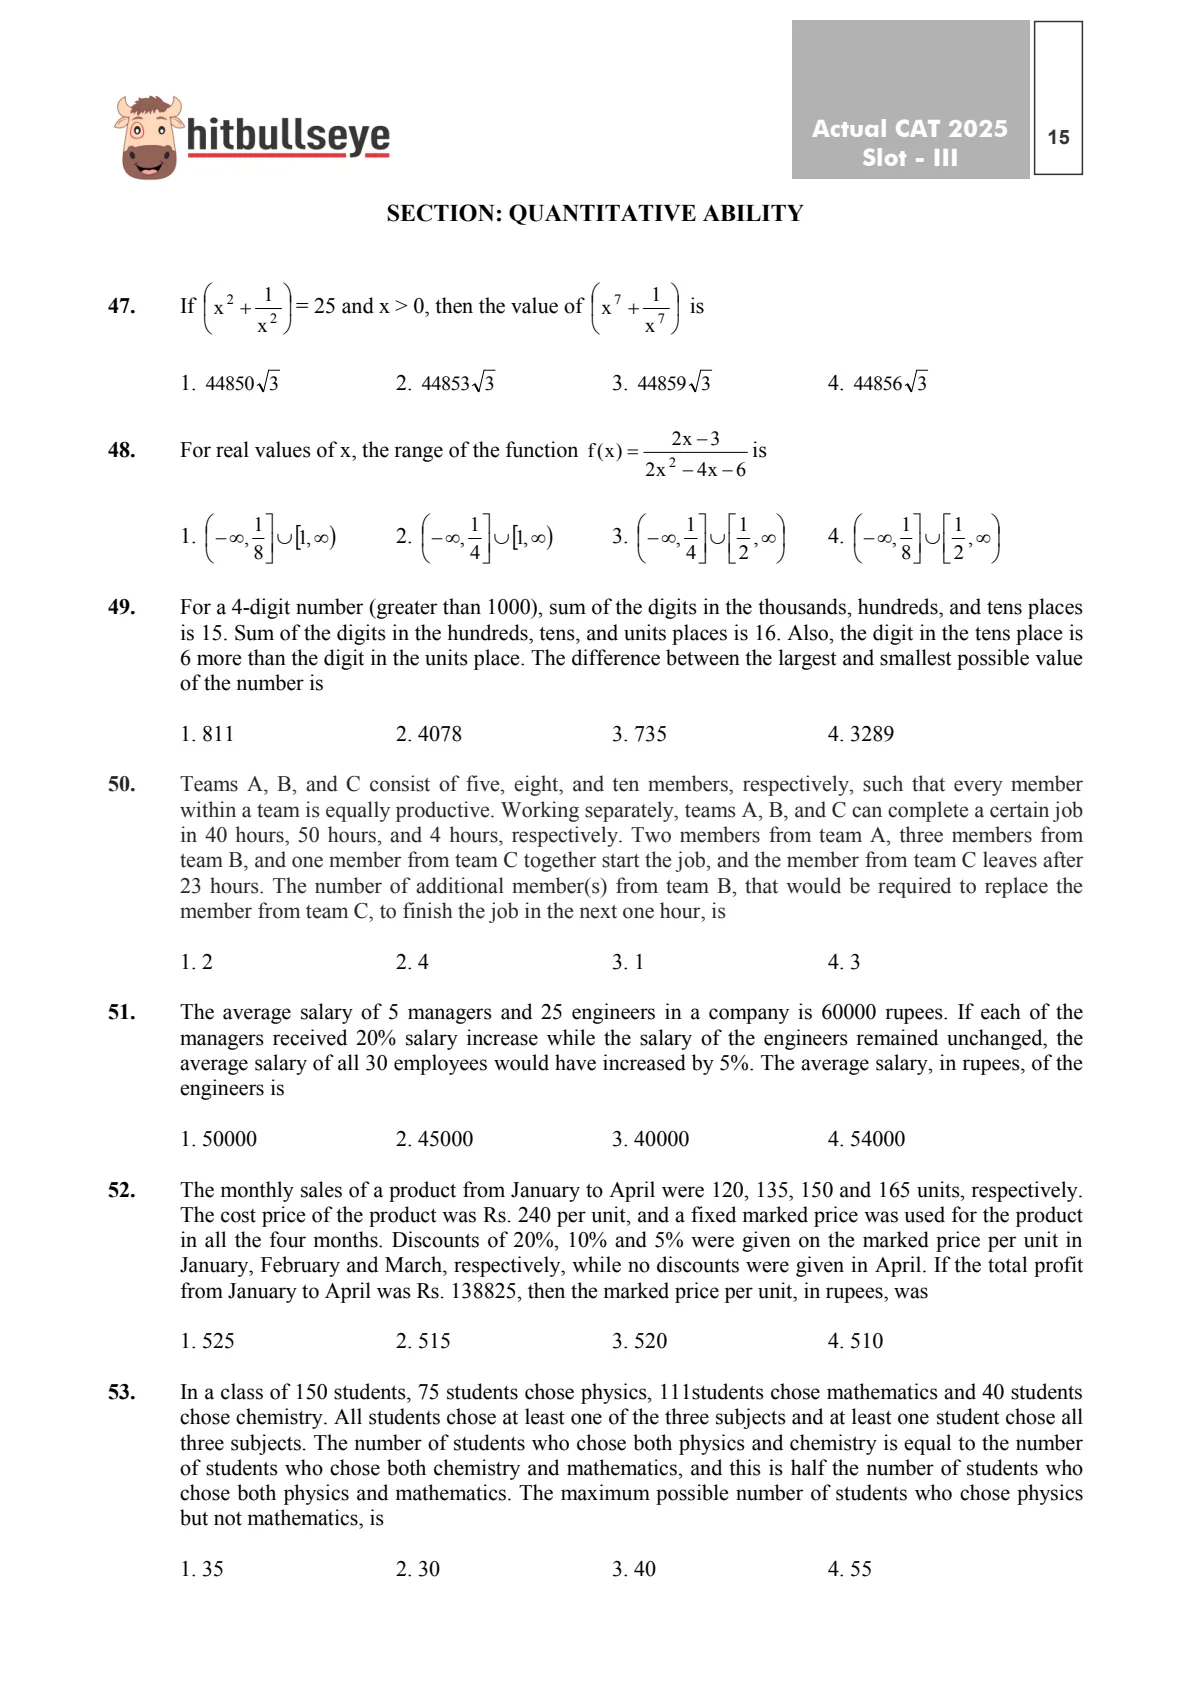 hitbullseye
Actual CAT 2025
Slot - III
15
SECTION: QUANTITATIVE ABILITY
47. If (x² + 1/x²) = 25 and x > 0, then the value of (x⁷ + 1/x⁷) is
1. 44850√3 2. 44853√3 3. 44859√3 4. 44856√3
48. For real values of x, the range of the function f(x) = (2x − 3)/(2x² − 4x − 6) is
1. (−∞, 1/8] ∪ [1, ∞) 2. (−∞, 1/4] ∪ [1, ∞) 3. (−∞, 1/4] ∪ [1/2, ∞) 4. (−∞, 1/8] ∪ [1/2, ∞)
49. For a 4-digit number (greater than 1000), sum of the digits in the thousands, hundreds, and tens places
is 15. Sum of the digits in the hundreds, tens, and units places is 16. Also, the digit in the tens place is
6 more than the digit in the units place. The difference between the largest and smallest possible value
of the number is
1. 811 2. 4078 3. 735 4. 3289
50. Teams A, B, and C consist of five, eight, and ten members, respectively, such that every member
within a team is equally productive. Working separately, teams A, B, and C can complete a certain job
in 40 hours, 50 hours, and 4 hours, respectively. Two members from team A, three members from
team B, and one member from team C together start the job, and the member from team C leaves after
23 hours. The number of additional member(s) from team B, that would be required to replace the
member from team C, to finish the job in the next one hour, is
1. 2 2. 4 3. 1 4. 3
51. The average salary of 5 managers and 25 engineers in a company is 60000 rupees. If each of the
managers received 20% salary increase while the salary of the engineers remained unchanged, the
average salary of all 30 employees would have increased by 5%. The average salary, in rupees, of the
engineers is
1. 50000 2. 45000 3. 40000 4. 54000
52. The monthly sales of a product from January to April were 120, 135, 150 and 165 units, respectively.
The cost price of the product was Rs. 240 per unit, and a fixed marked price was used for the product
in all the four months. Discounts of 20%, 10% and 5% were given on the marked price per unit in
January, February and March, respectively, while no discounts were given in April. If the total profit
from January to April was Rs. 138825, then the marked price per unit, in rupees, was
1. 525 2. 515 3. 520 4. 510
53. In a class of 150 students, 75 students chose physics, 111students chose mathematics and 40 students
chose chemistry. All students chose at least one of the three subjects and at least one student chose all
three subjects. The number of students who chose both physics and chemistry is equal to the number
of students who chose both chemistry and mathematics, and this is half the number of students who
chose both physics and mathematics. The maximum possible number of students who chose physics
but not mathematics, is
1. 35 2. 30 3. 40 4. 55